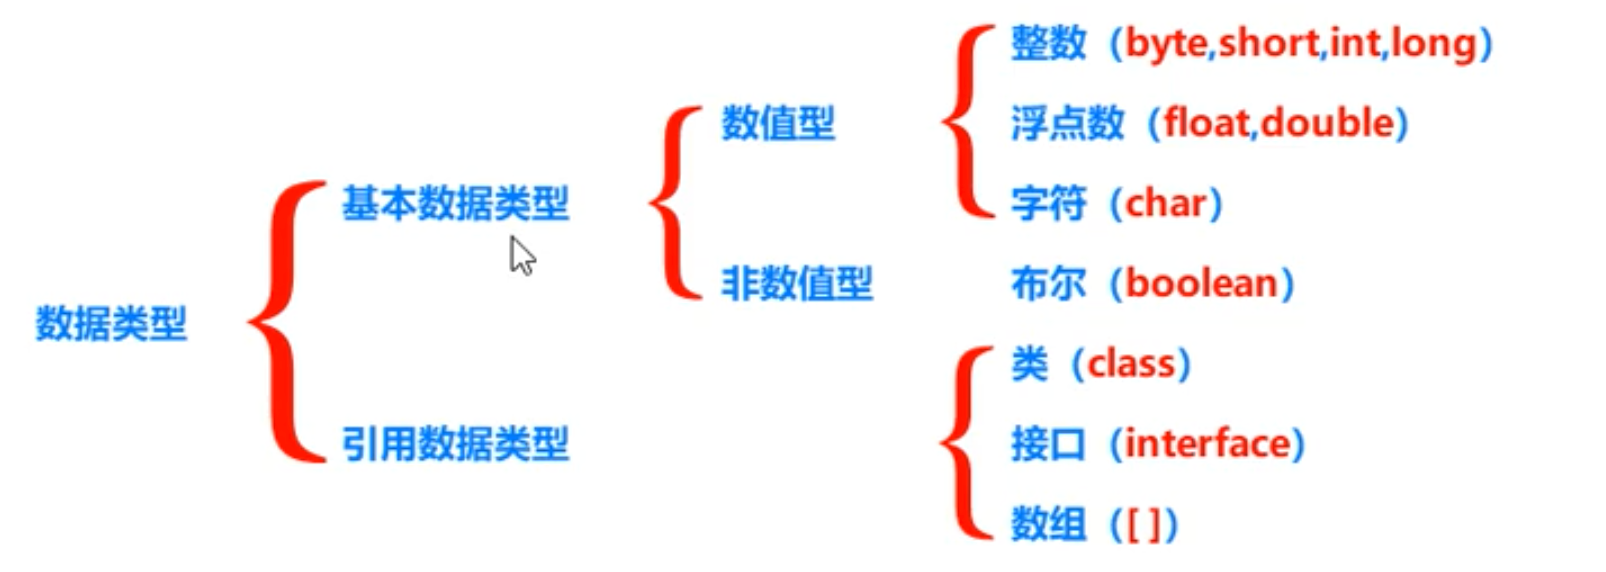 整数（byte,short,int,long）
数值型
浮点数（float,double）
基本数据类型
字符（char）
非数值型
布尔（boolean）
数据类型
类（class）
引用数据类型
接口（interface）
数组（[ ]）